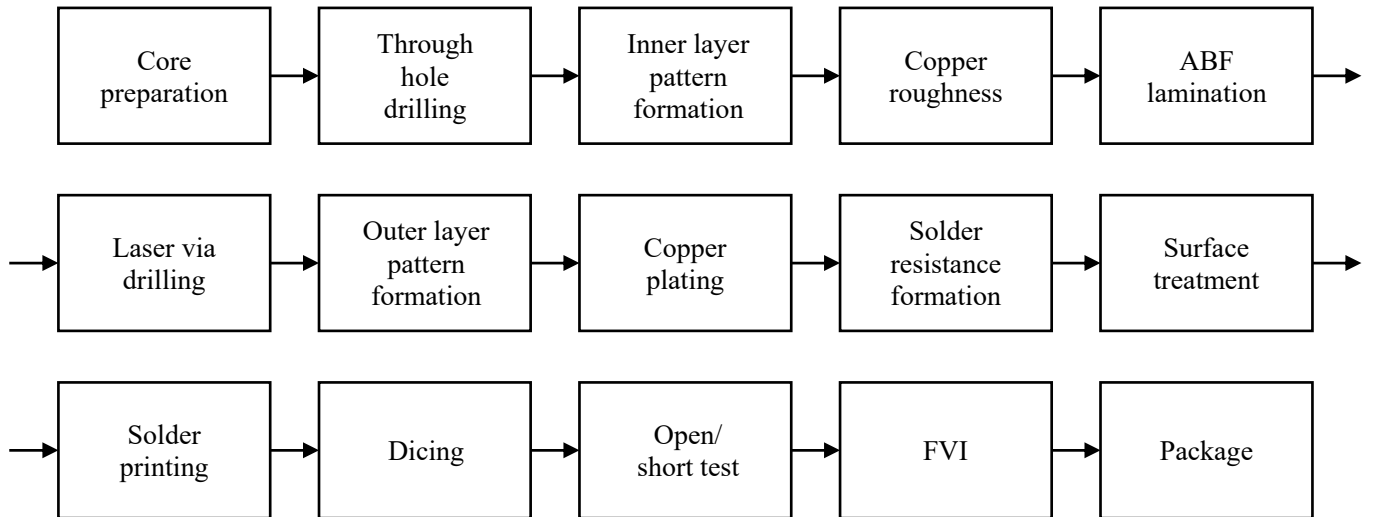 Core
preparation
Through
hole
drilling
Inner layer
pattern
formation
Copper
roughness
ABF
lamination
Laser via
drilling
Outer layer
pattern
formation
Copper
plating
Solder
resistance
formation
Surface
treatment
Solder
printing
Dicing
Open/
short test
FVI
Package